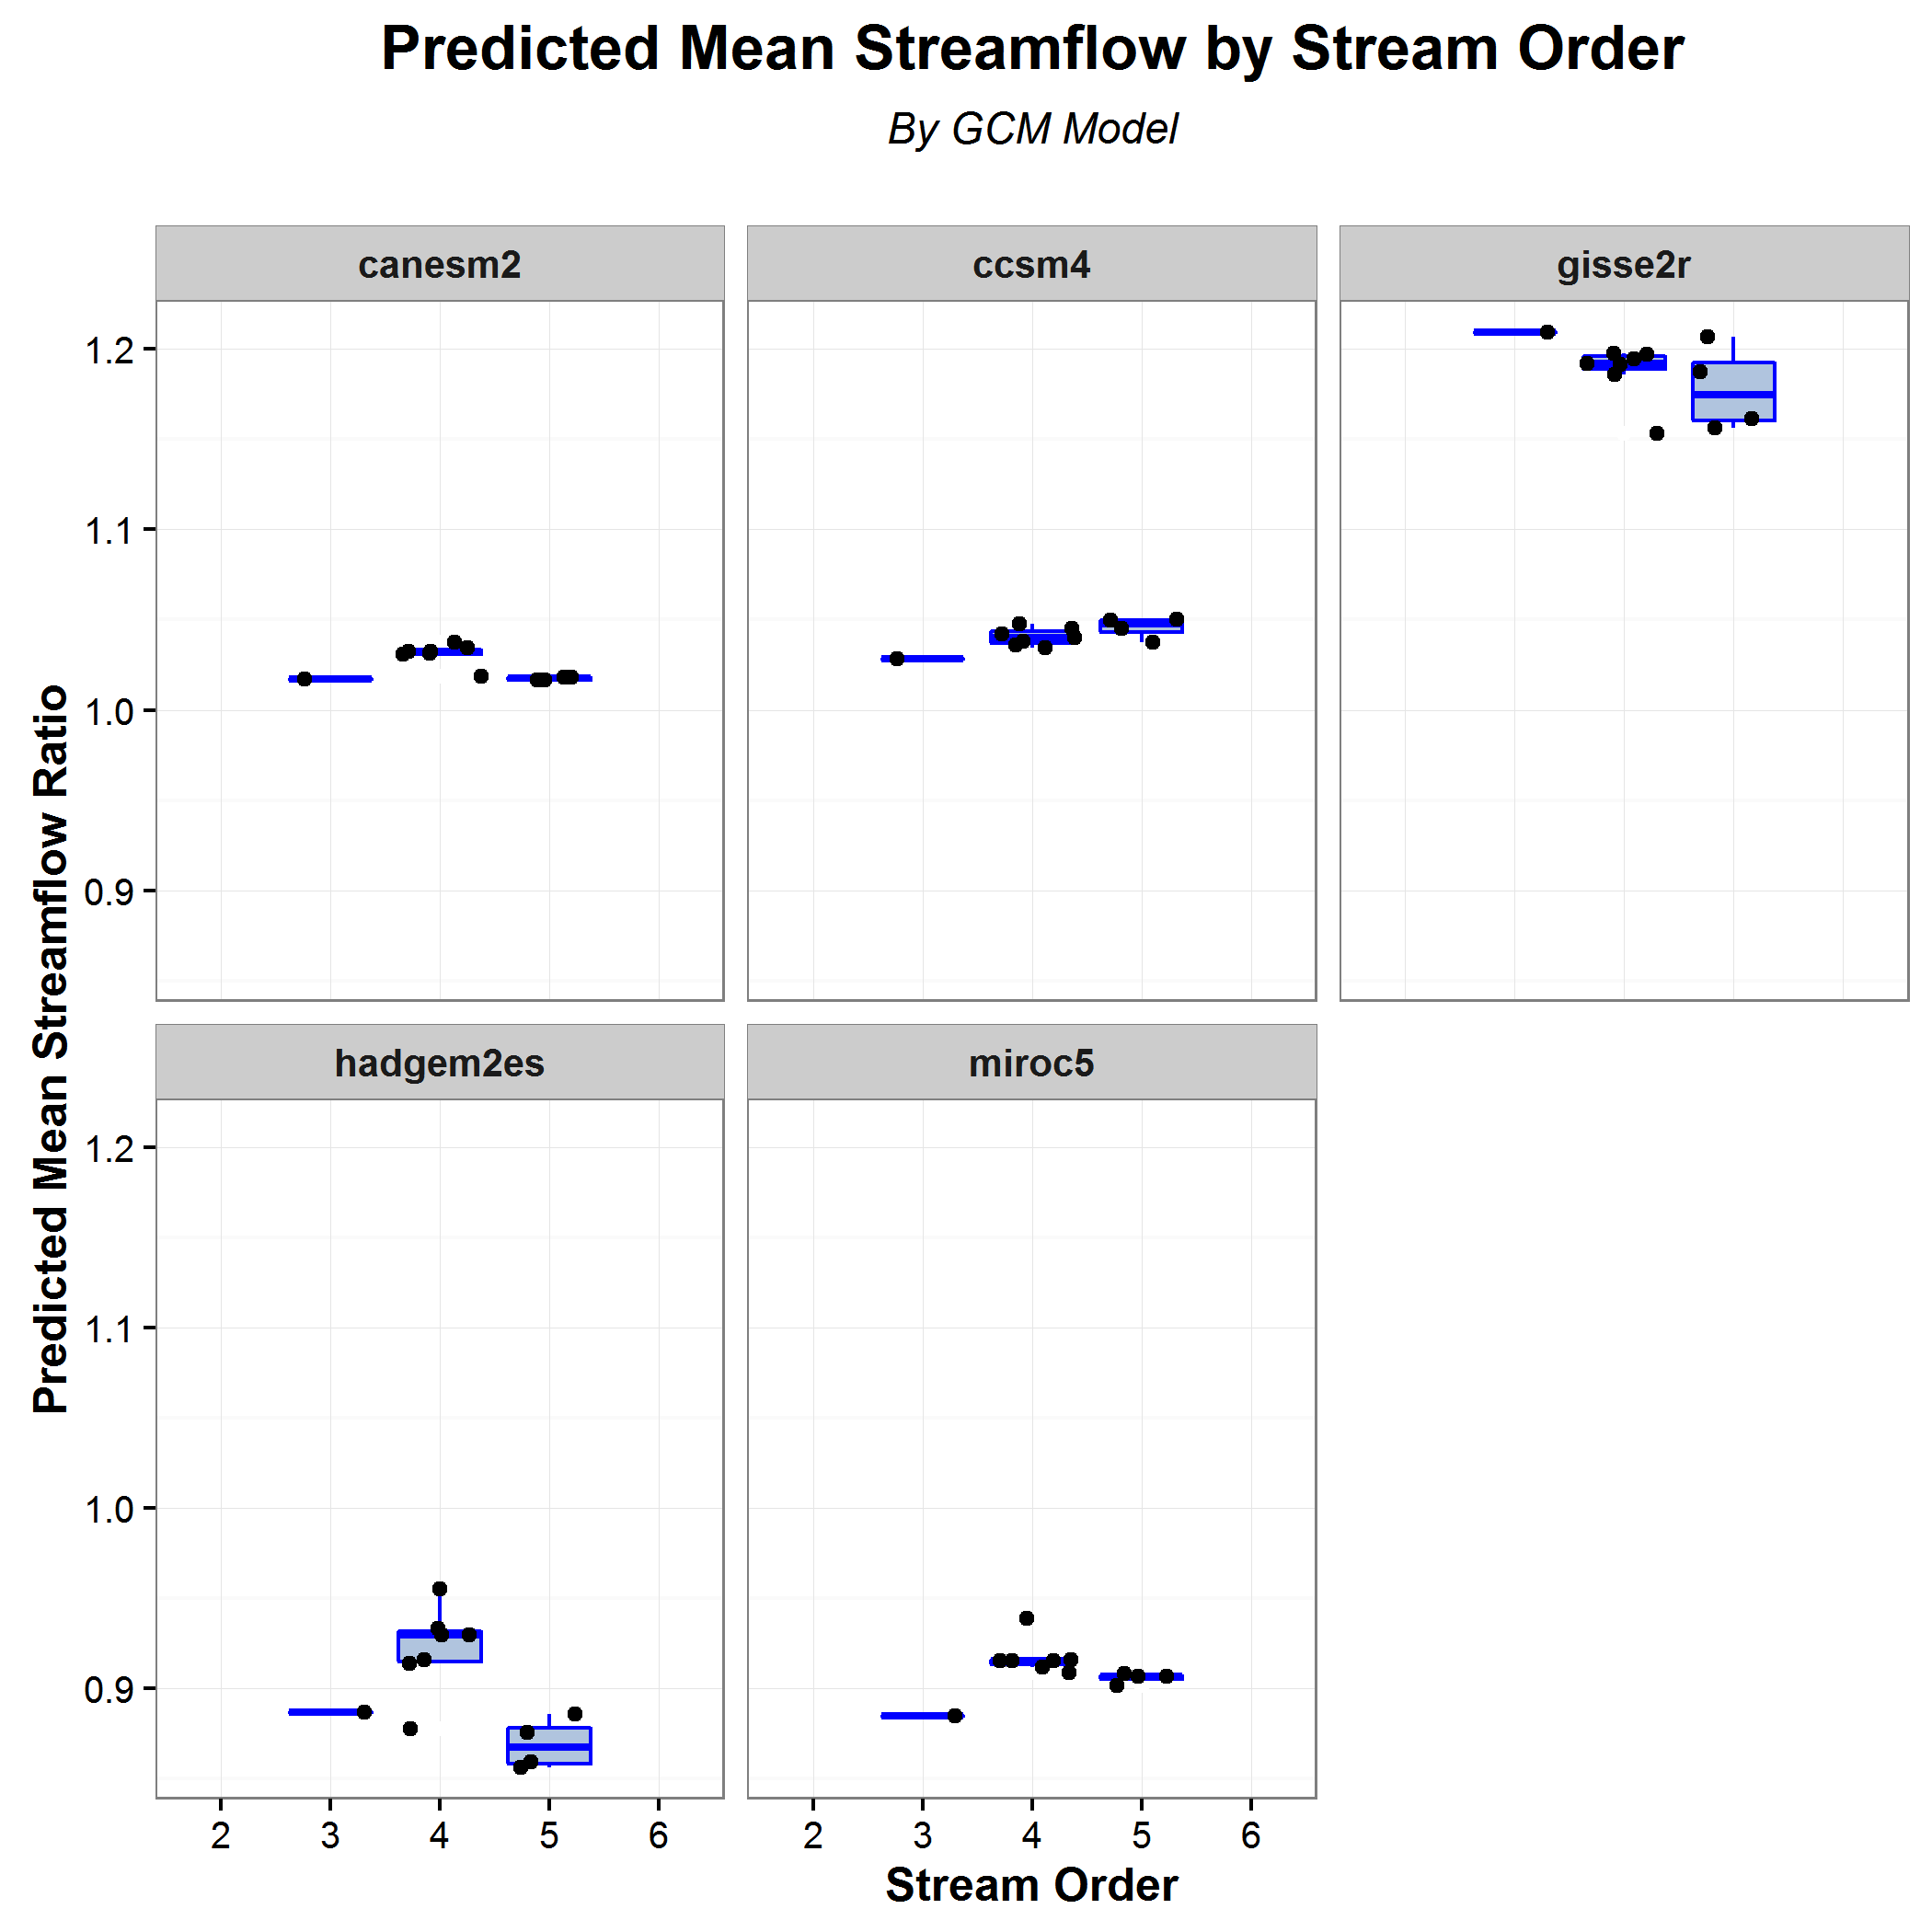 Predicted Mean Streamflow by Stream Order
By GCM Model
canesm2
ccsm4
gisse2r
1.2
1.1
1.0
0.9
Predicted Mean Streamflow Ratio
hadgem2es
miroc5
1.2
1.1
1.0
0.9
2 3 4 5 6
2 3 4 5 6
Stream Order